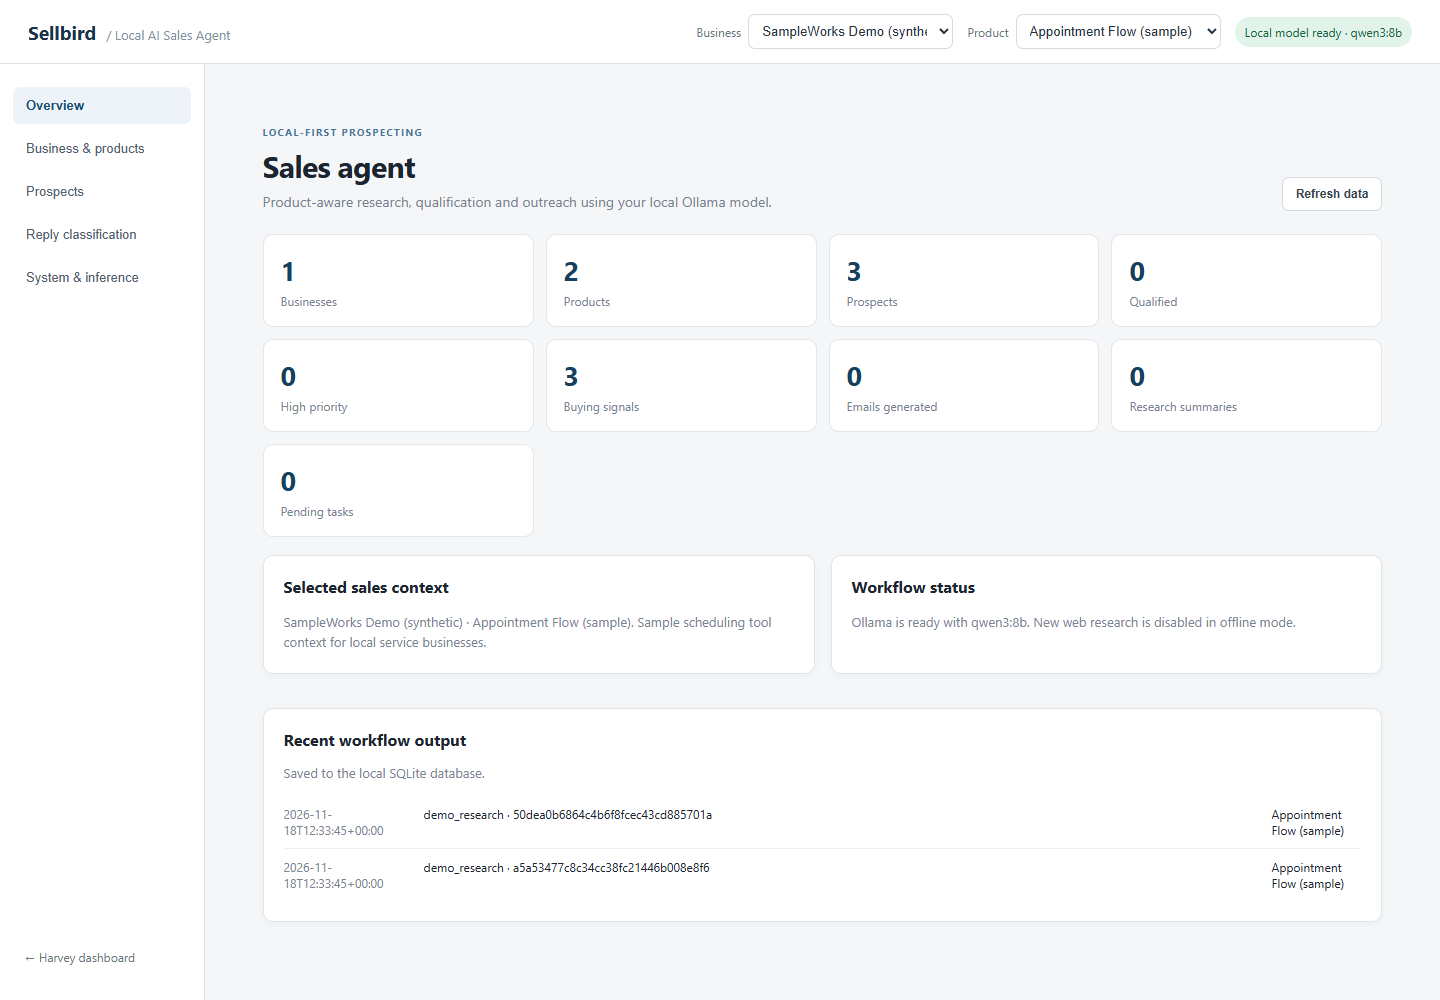 Sellbird / Local AI Sales Agent
Business SampleWorks Demo (synthe Product Appointment Flow (sample) Local model ready · qwen3:8b
Overview
Business & products
Prospects
Reply classification
System & inference
← Harvey dashboard
LOCAL-FIRST PROSPECTING
Sales agent
Product-aware research, qualification and outreach using your local Ollama model.
Refresh data
1
Businesses
2
Products
3
Prospects
0
Qualified
0
High priority
3
Buying signals
0
Emails generated
0
Research summaries
0
Pending tasks
Selected sales context
SampleWorks Demo (synthetic) · Appointment Flow (sample). Sample scheduling tool
context for local service businesses.
Workflow status
Ollama is ready with qwen3:8b. New web research is disabled in offline mode.
Recent workflow output
Saved to the local SQLite database.
2026-11-
18T12:33:45+00:00
demo_research · 50dea0b6864c4b6f8fcec43cd885701a
Appointment
Flow (sample)
2026-11-
18T12:33:45+00:00
demo_research · a5a53477c8c34cc38fc21446b008e8f6
Appointment
Flow (sample)